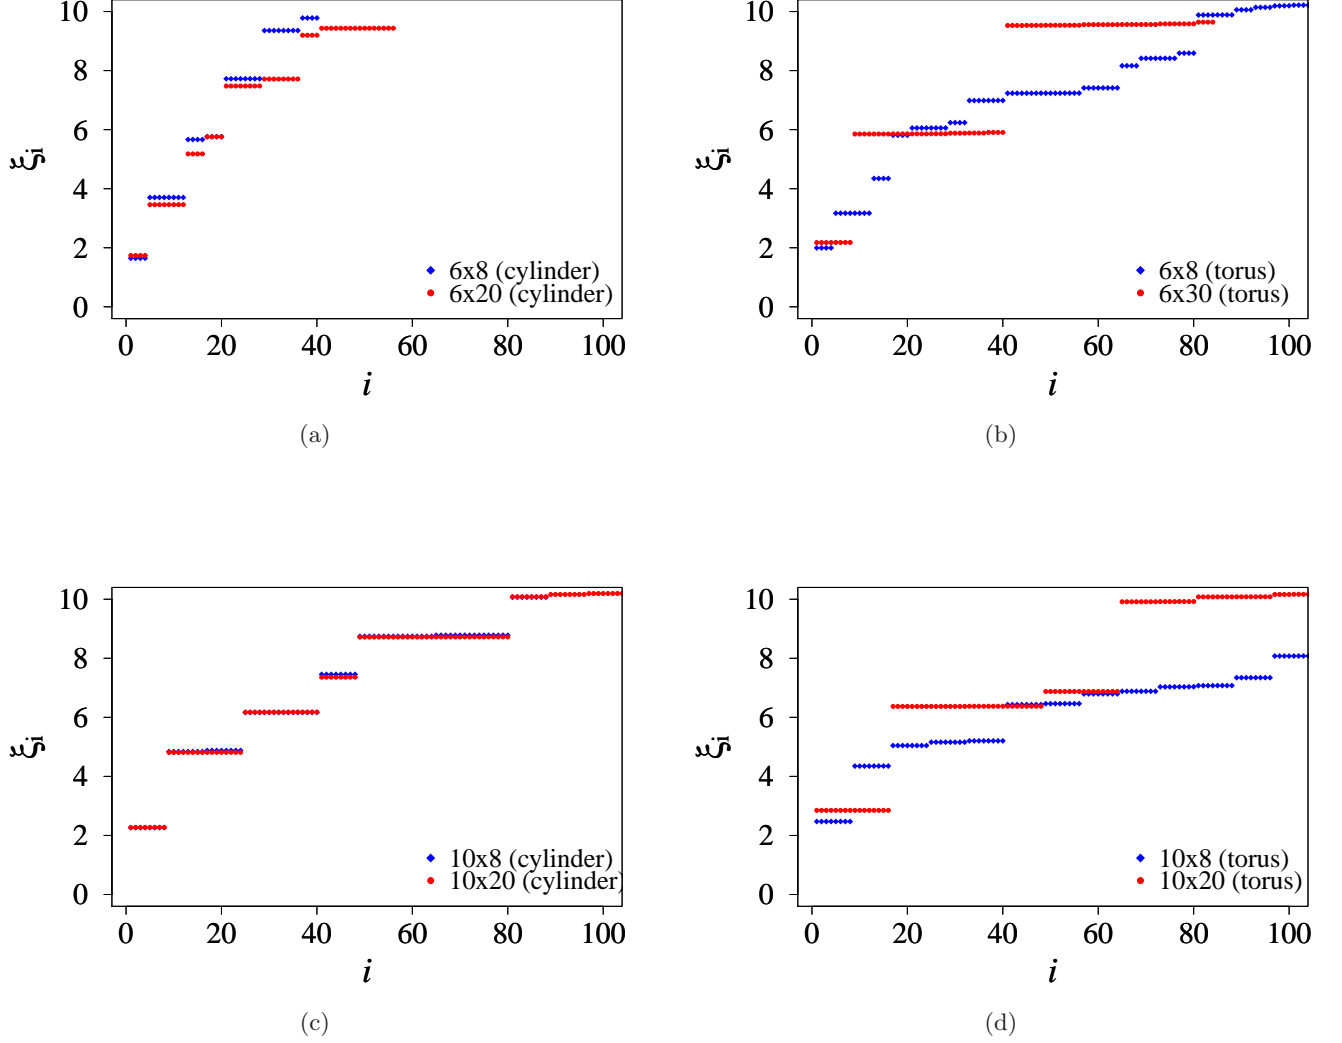 10
8
6
4
2
0
ξi
6x8 (cylinder)
6x20 (cylinder)
0 20 40 60 80 100
i
(a)
10
8
6
4
2
0
ξi
6x8 (torus)
6x30 (torus)
0 20 40 60 80 100
i
(b)
10
8
6
4
2
0
ξi
10x8 (cylinder)
10x20 (cylinder)
0 20 40 60 80 100
i
(c)
10
8
6
4
2
0
ξi
10x8 (torus)
10x20 (torus)
0 20 40 60 80 100
i
(d)